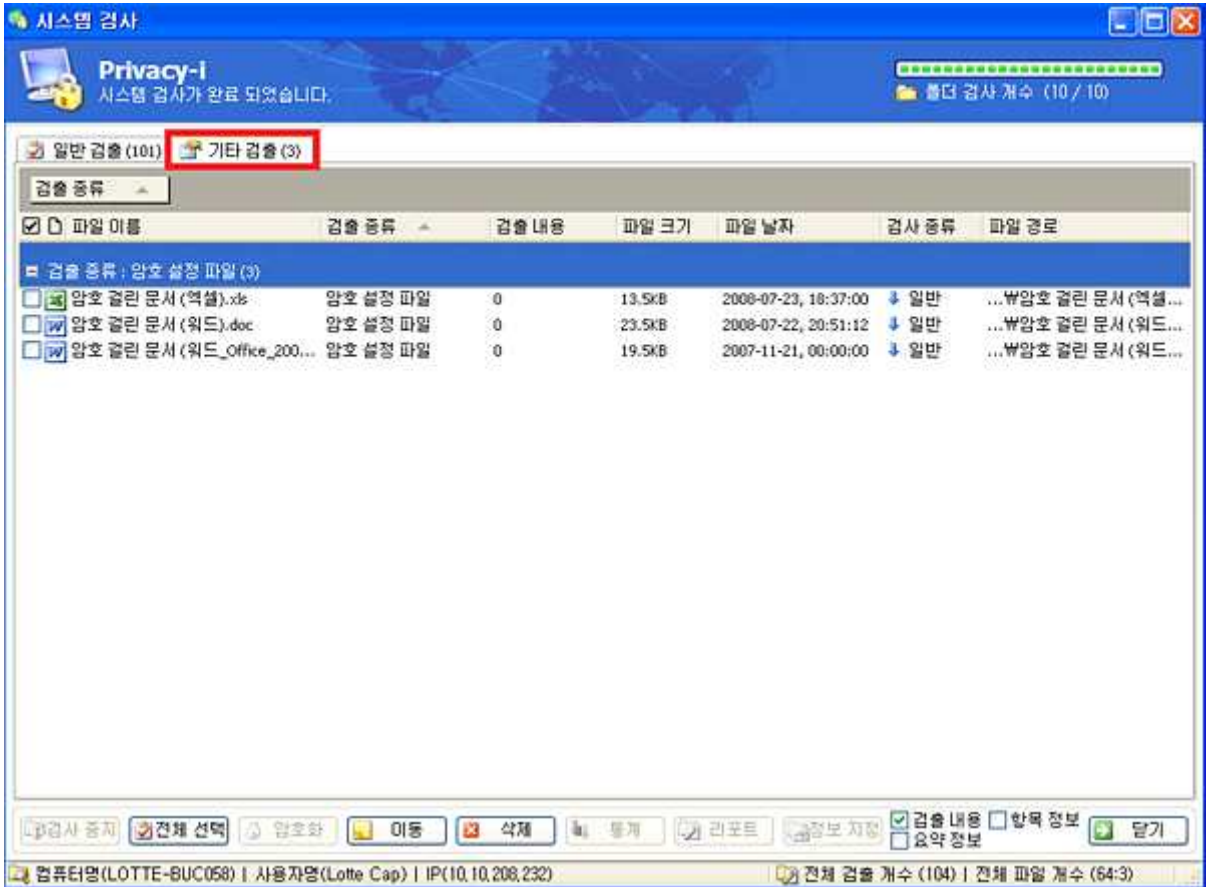 시스템 검사
Privacy-i
시스템 검사가 완료 되었습니다.
폴더 검사 개수 (10 / 10)
일반 검출 (101) 기타 검출 (3)
검출 종류
파일 이름 검출 종류 검출 내용 파일 크기 파일 날자 검사 종류 파일 경로
검출 종류 : 암호 설정 파일 (3)
암호 걸린 문서 (엑셀).xls 암호 설정 파일 0 13.5KB 2008-07-23, 18:37:00 일반 ...₩암호 걸린 문서 (엑셀...
암호 걸린 문서 (워드).doc 암호 설정 파일 0 23.5KB 2008-07-22, 20:51:12 일반 ...₩암호 걸린 문서 (워드...
암호 걸린 문서 (워드_Office_200... 암호 설정 파일 0 19.5KB 2007-11-21, 00:00:00 일반 ...₩암호 걸린 문서 (워드...
검사 중지 전체 선택 암호화 이동 삭제 통계 리포트 정보 지정 검출 내용 항목 정보 닫기
요약 정보
컴퓨터명(LOTTE-BUC058) | 사용자명(Lotte Cap) | IP(10,10,208,232) 전체 검출 개수 (104) | 전체 파일 개수 (64:3)